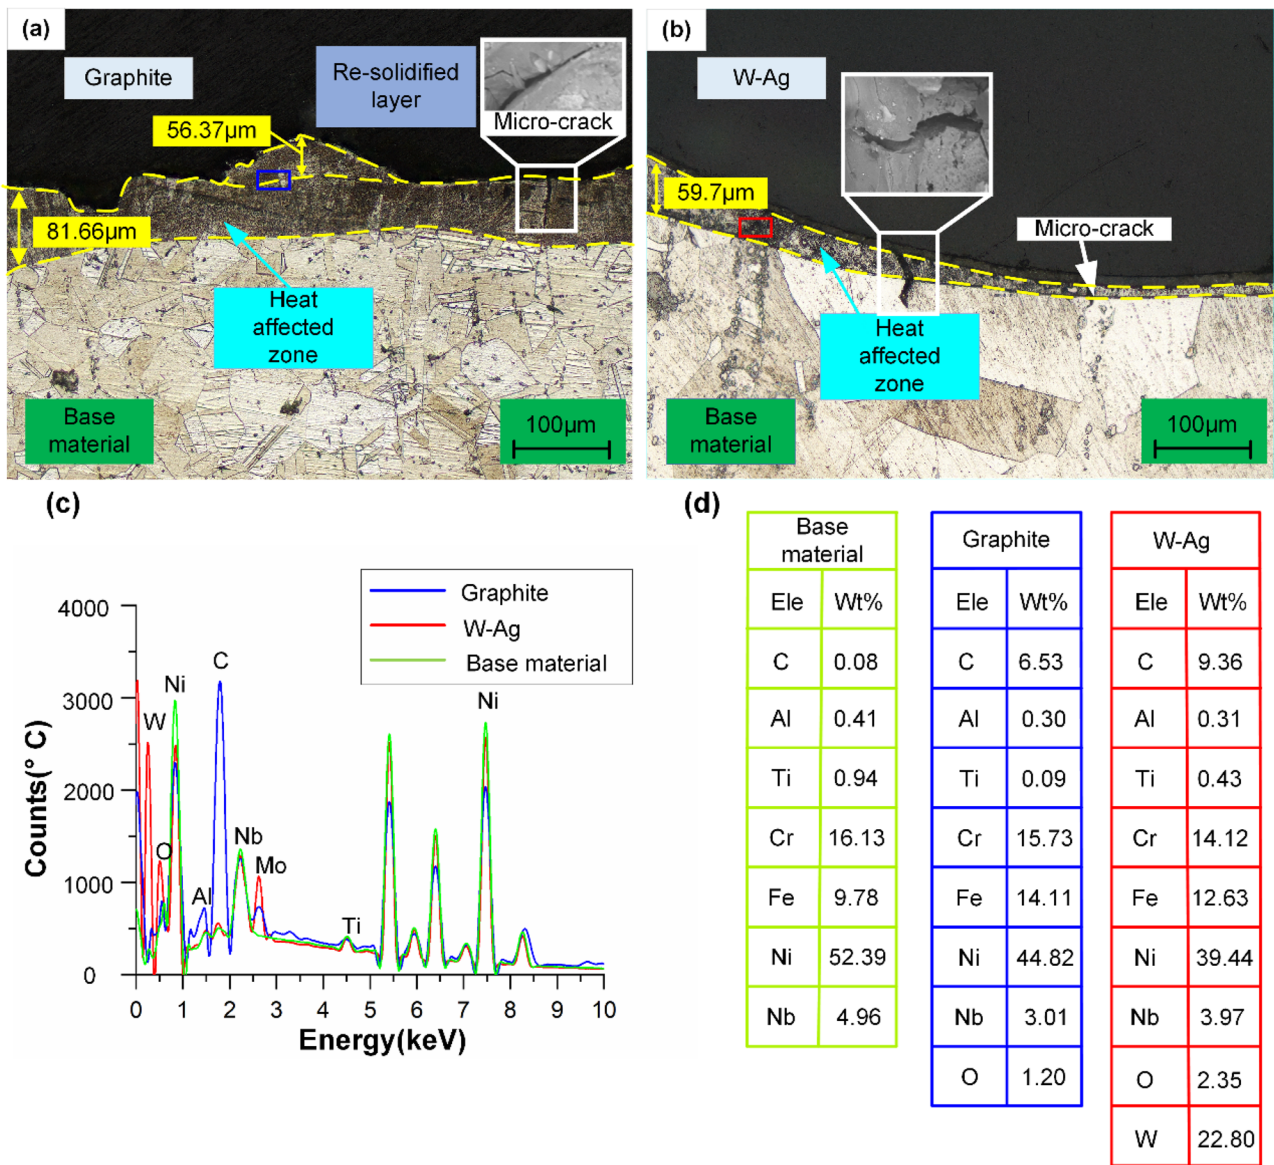 (a)
Graphite
Re-solidified
layer
56.37μm
Micro-crack
81.66μm
Heat
affected
zone
Base
material
100μm
(b)
W-Ag
59.7μm
Micro-crack
Heat
affected
zone
Base
material
100μm
(c)
Graphite
W-Ag
Base material
Counts(° C)
4000
3000
2000
1000
0
W
O
Ni
Al
C
Nb
Mo
Ti
Ni
0 1 2 3 4 5 6 7 8 9 10
Energy(keV)
(d)
Base
material
Ele Wt%
C 0.08
Al 0.41
Ti 0.94
Cr 16.13
Fe 9.78
Ni 52.39
Nb 4.96
Graphite
Ele Wt%
C 6.53
Al 0.30
Ti 0.09
Cr 15.73
Fe 14.11
Ni 44.82
Nb 3.01
O 1.20
W-Ag
Ele Wt%
C 9.36
Al 0.31
Ti 0.43
Cr 14.12
Fe 12.63
Ni 39.44
Nb 3.97
O 2.35
W 22.80